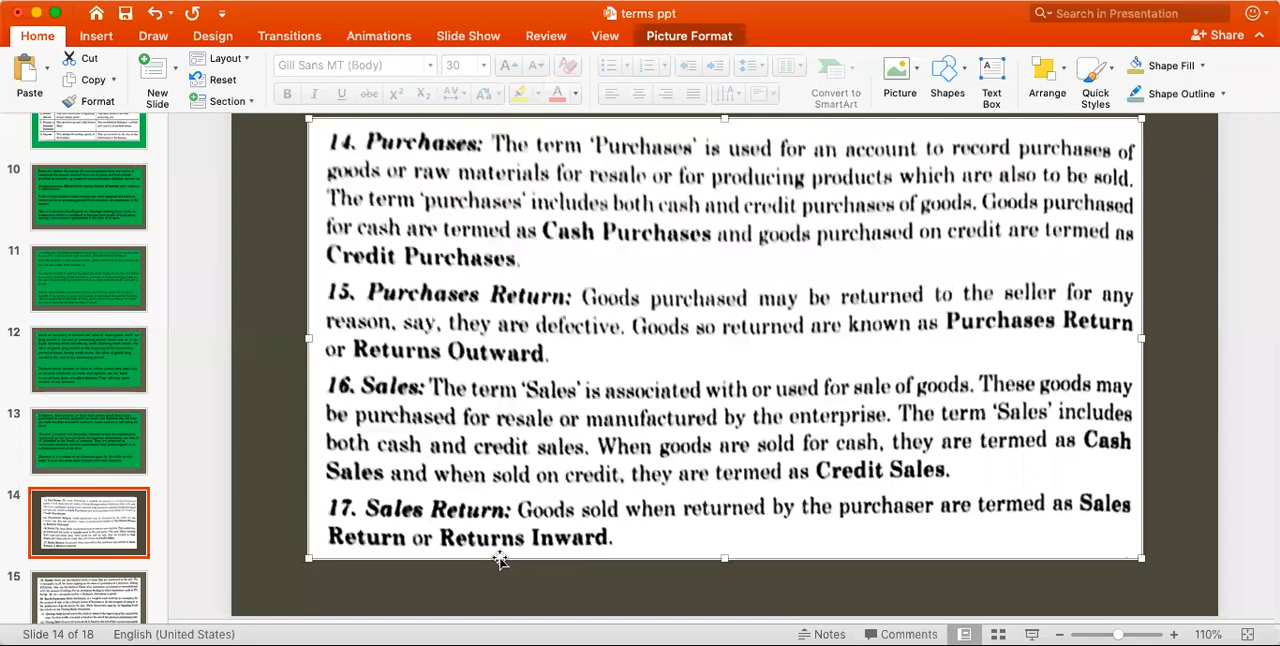 terms ppt
Search in Presentation
Home Insert Draw Design Transitions Animations Slide Show Review View Picture Format Share
Paste
Cut
Copy
Format
New Slide
Layout
Reset
Section
Gill Sans MT (Body) 30
B I U abc X² X₂ AV Aa A
Convert to SmartArt
Picture
Shapes
Text Box
Arrange
Quick Styles
Shape Fill
Shape Outline
10
11
12
13
14
15
14. Purchases: The term 'Purchases' is used for an account to record purchases of
goods or raw materials for resale or for producing products which are also to be sold.
The term 'purchases' includes both cash and credit purchases of goods. Goods purchased
for cash are termed as Cash Purchases and goods purchased on credit are termed as
Credit Purchases.
15. Purchases Return: Goods purchased may be returned to the seller for any
reason, say, they are defective. Goods so returned are known as Purchases Return
or Returns Outward.
16. Sales: The term 'Sales' is associated with or used for sale of goods. These goods may
be purchased for resale or manufactured by the enterprise. The term 'Sales' includes
both cash and credit sales. When goods are sold for cash, they are termed as Cash
Sales and when sold on credit, they are termed as Credit Sales.
17. Sales Return: Goods sold when returned by the purchaser are termed as Sales
Return or Returns Inward.
Slide 14 of 18 English (United States) Notes Comments 110%